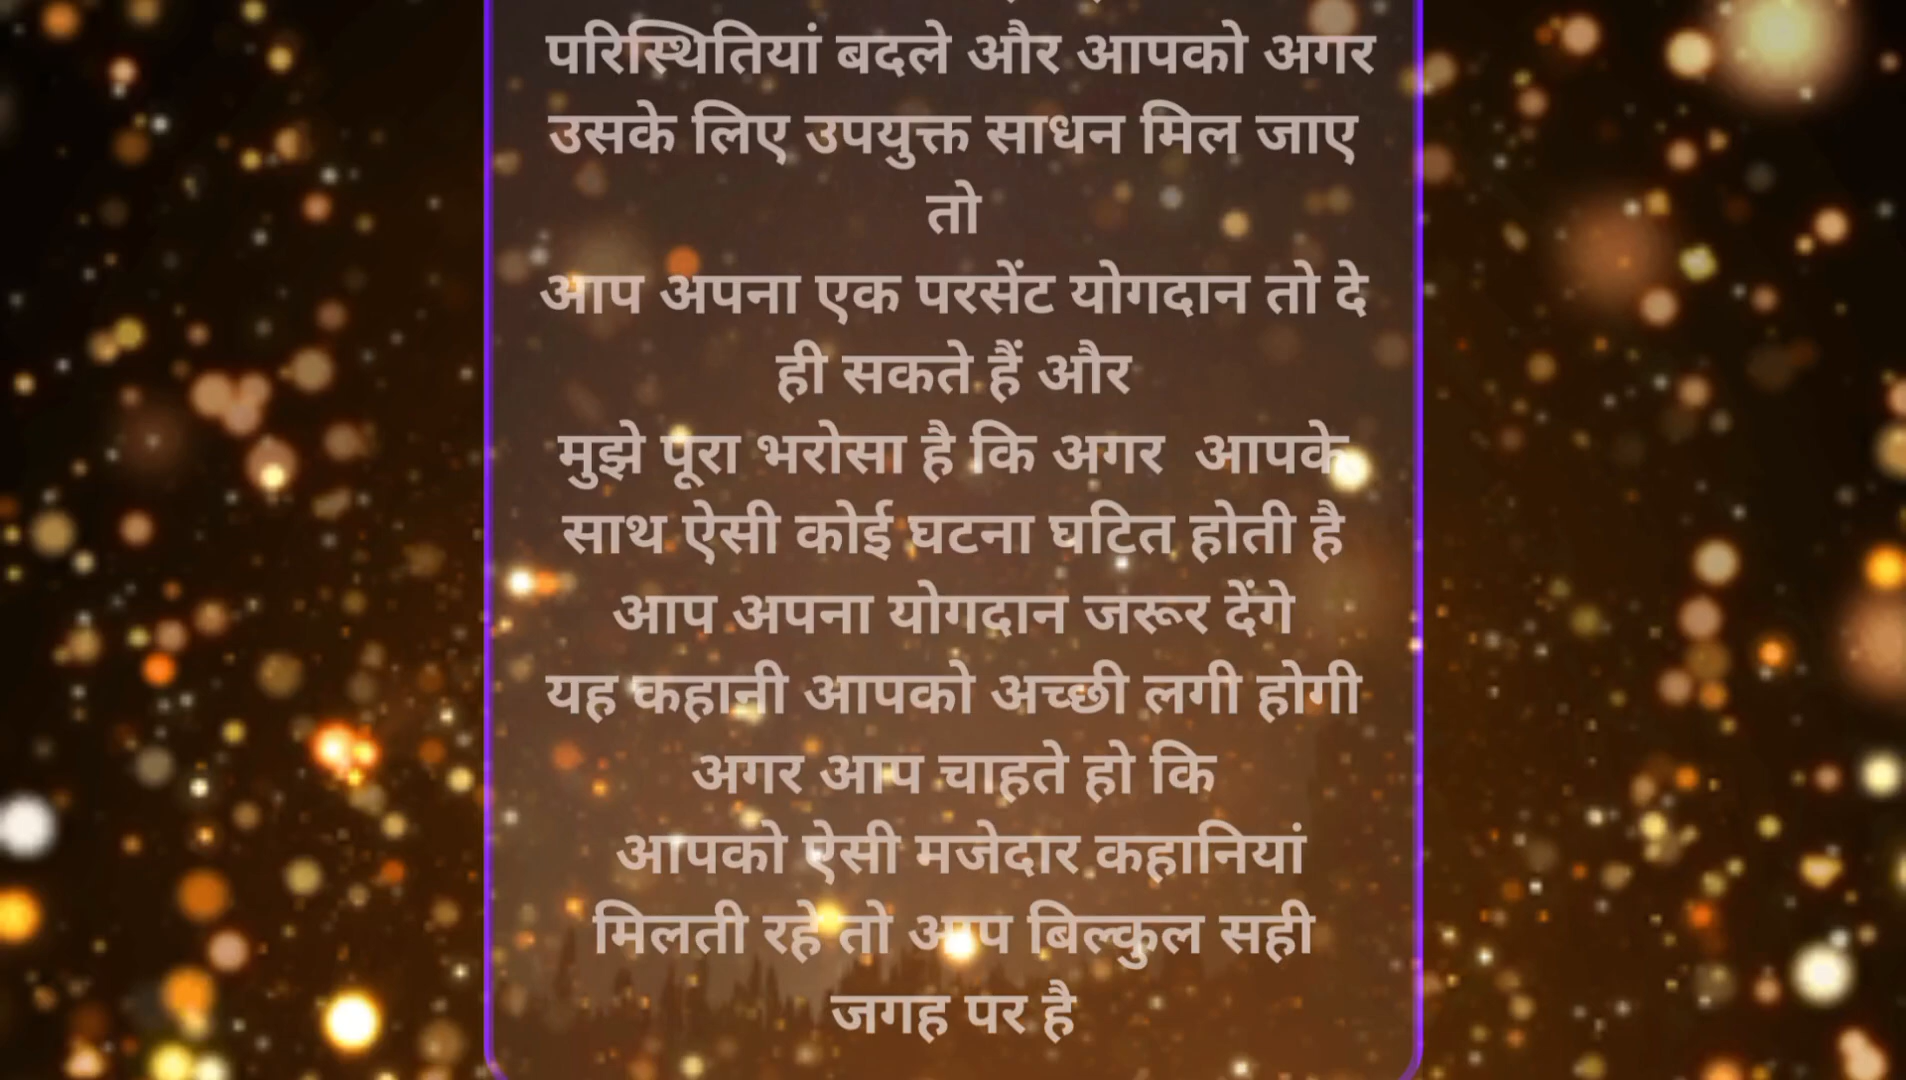 परिस्थितियां बदले और आपको अगर
उसके लिए उपयुक्त साधन मिल जाए
तो
आप अपना एक परसेंट योगदान तो दे
ही सकते हैं और
मुझे पूरा भरोसा है कि अगर आपके
साथ ऐसी कोई घटना घटित होती है
आप अपना योगदान जरूर देंगे
यह कहानी आपको अच्छी लगी होगी
अगर आप चाहते हो कि
आपको ऐसी मजेदार कहानियां
मिलती रहे तो आप बिल्कुल सही
जगह पर है